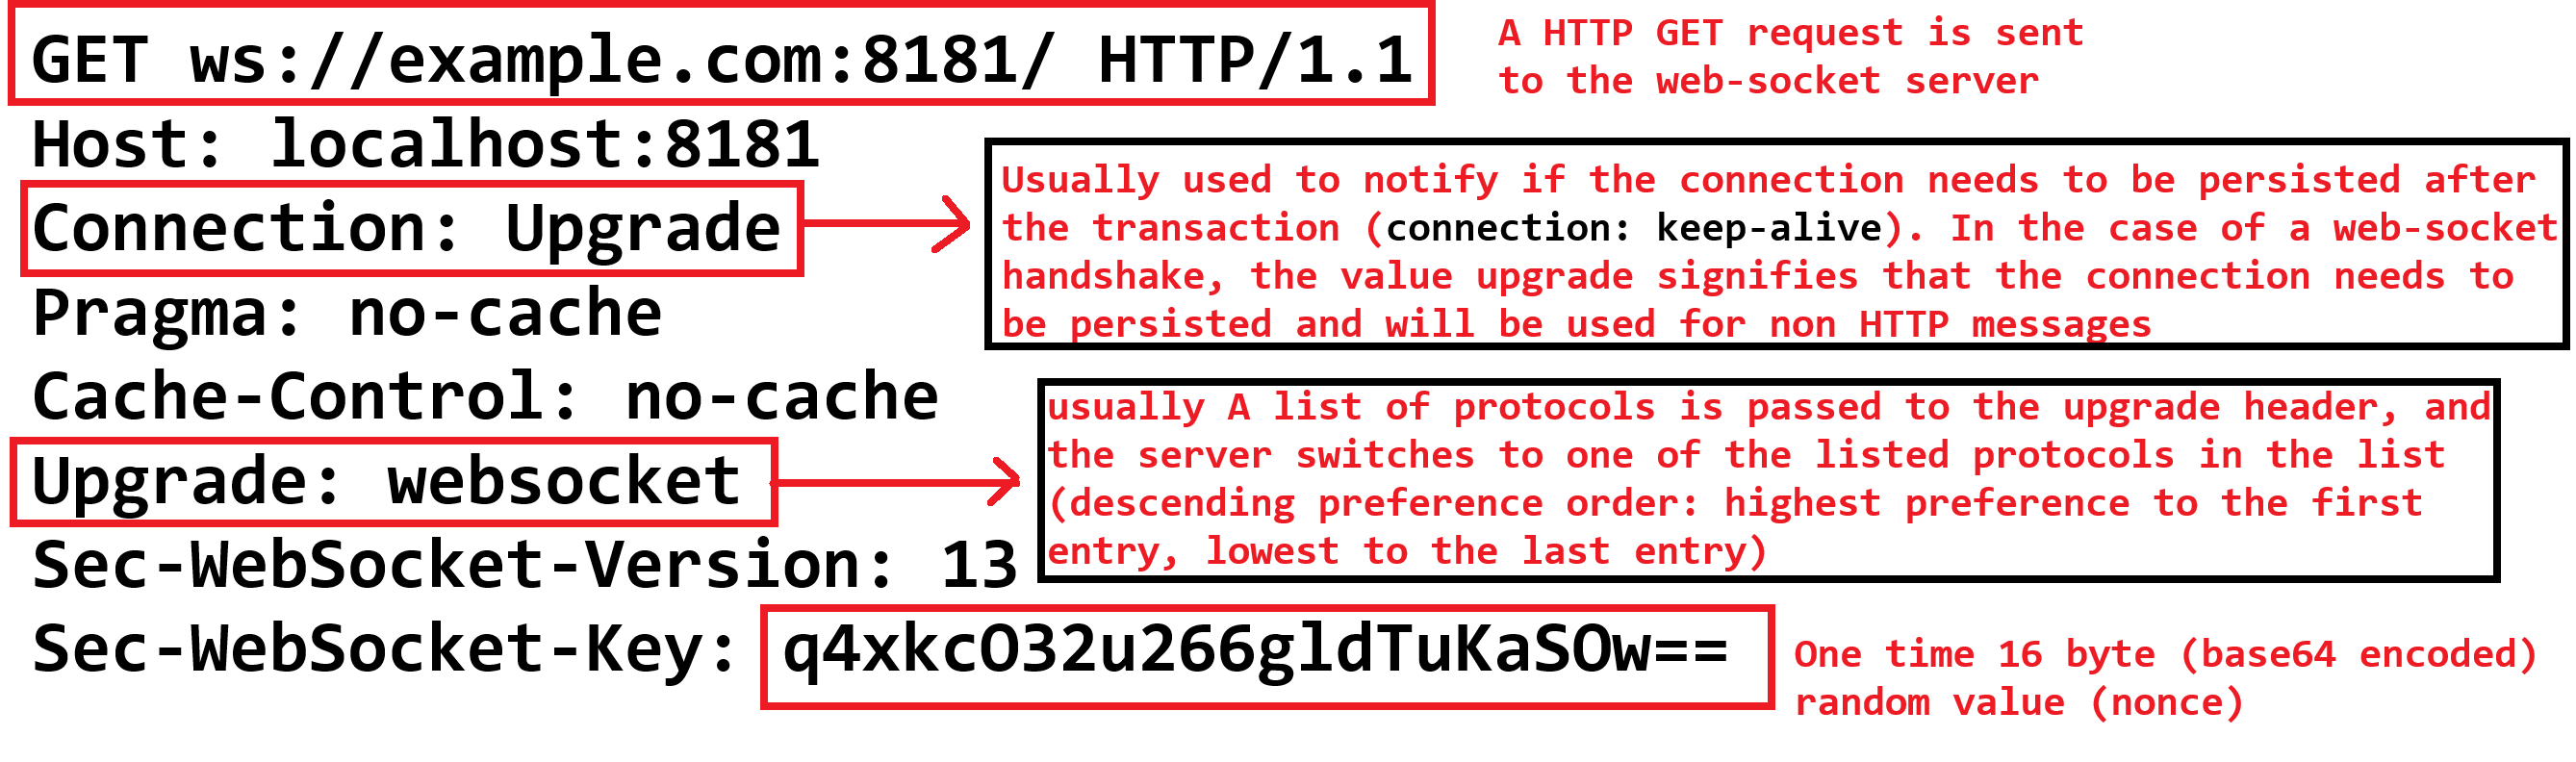 GET ws://example.com:8181/ HTTP/1.1
A HTTP GET request is sent
to the web-socket server
Host: localhost:8181
Connection: Upgrade
Usually used to notify if the connection needs to be persisted after
the transaction (connection: keep-alive). In the case of a web-socket
handshake, the value upgrade signifies that the connection needs to
be persisted and will be used for non HTTP messages
Pragma: no-cache
Cache-Control: no-cache
Upgrade: websocket
usually A list of protocols is passed to the upgrade header, and
the server switches to one of the listed protocols in the list
(descending preference order: highest preference to the first
entry, lowest to the last entry)
Sec-WebSocket-Version: 13
Sec-WebSocket-Key: q4xkcO32u266gldTuKaSOw==
One time 16 byte (base64 encoded)
random value (nonce)